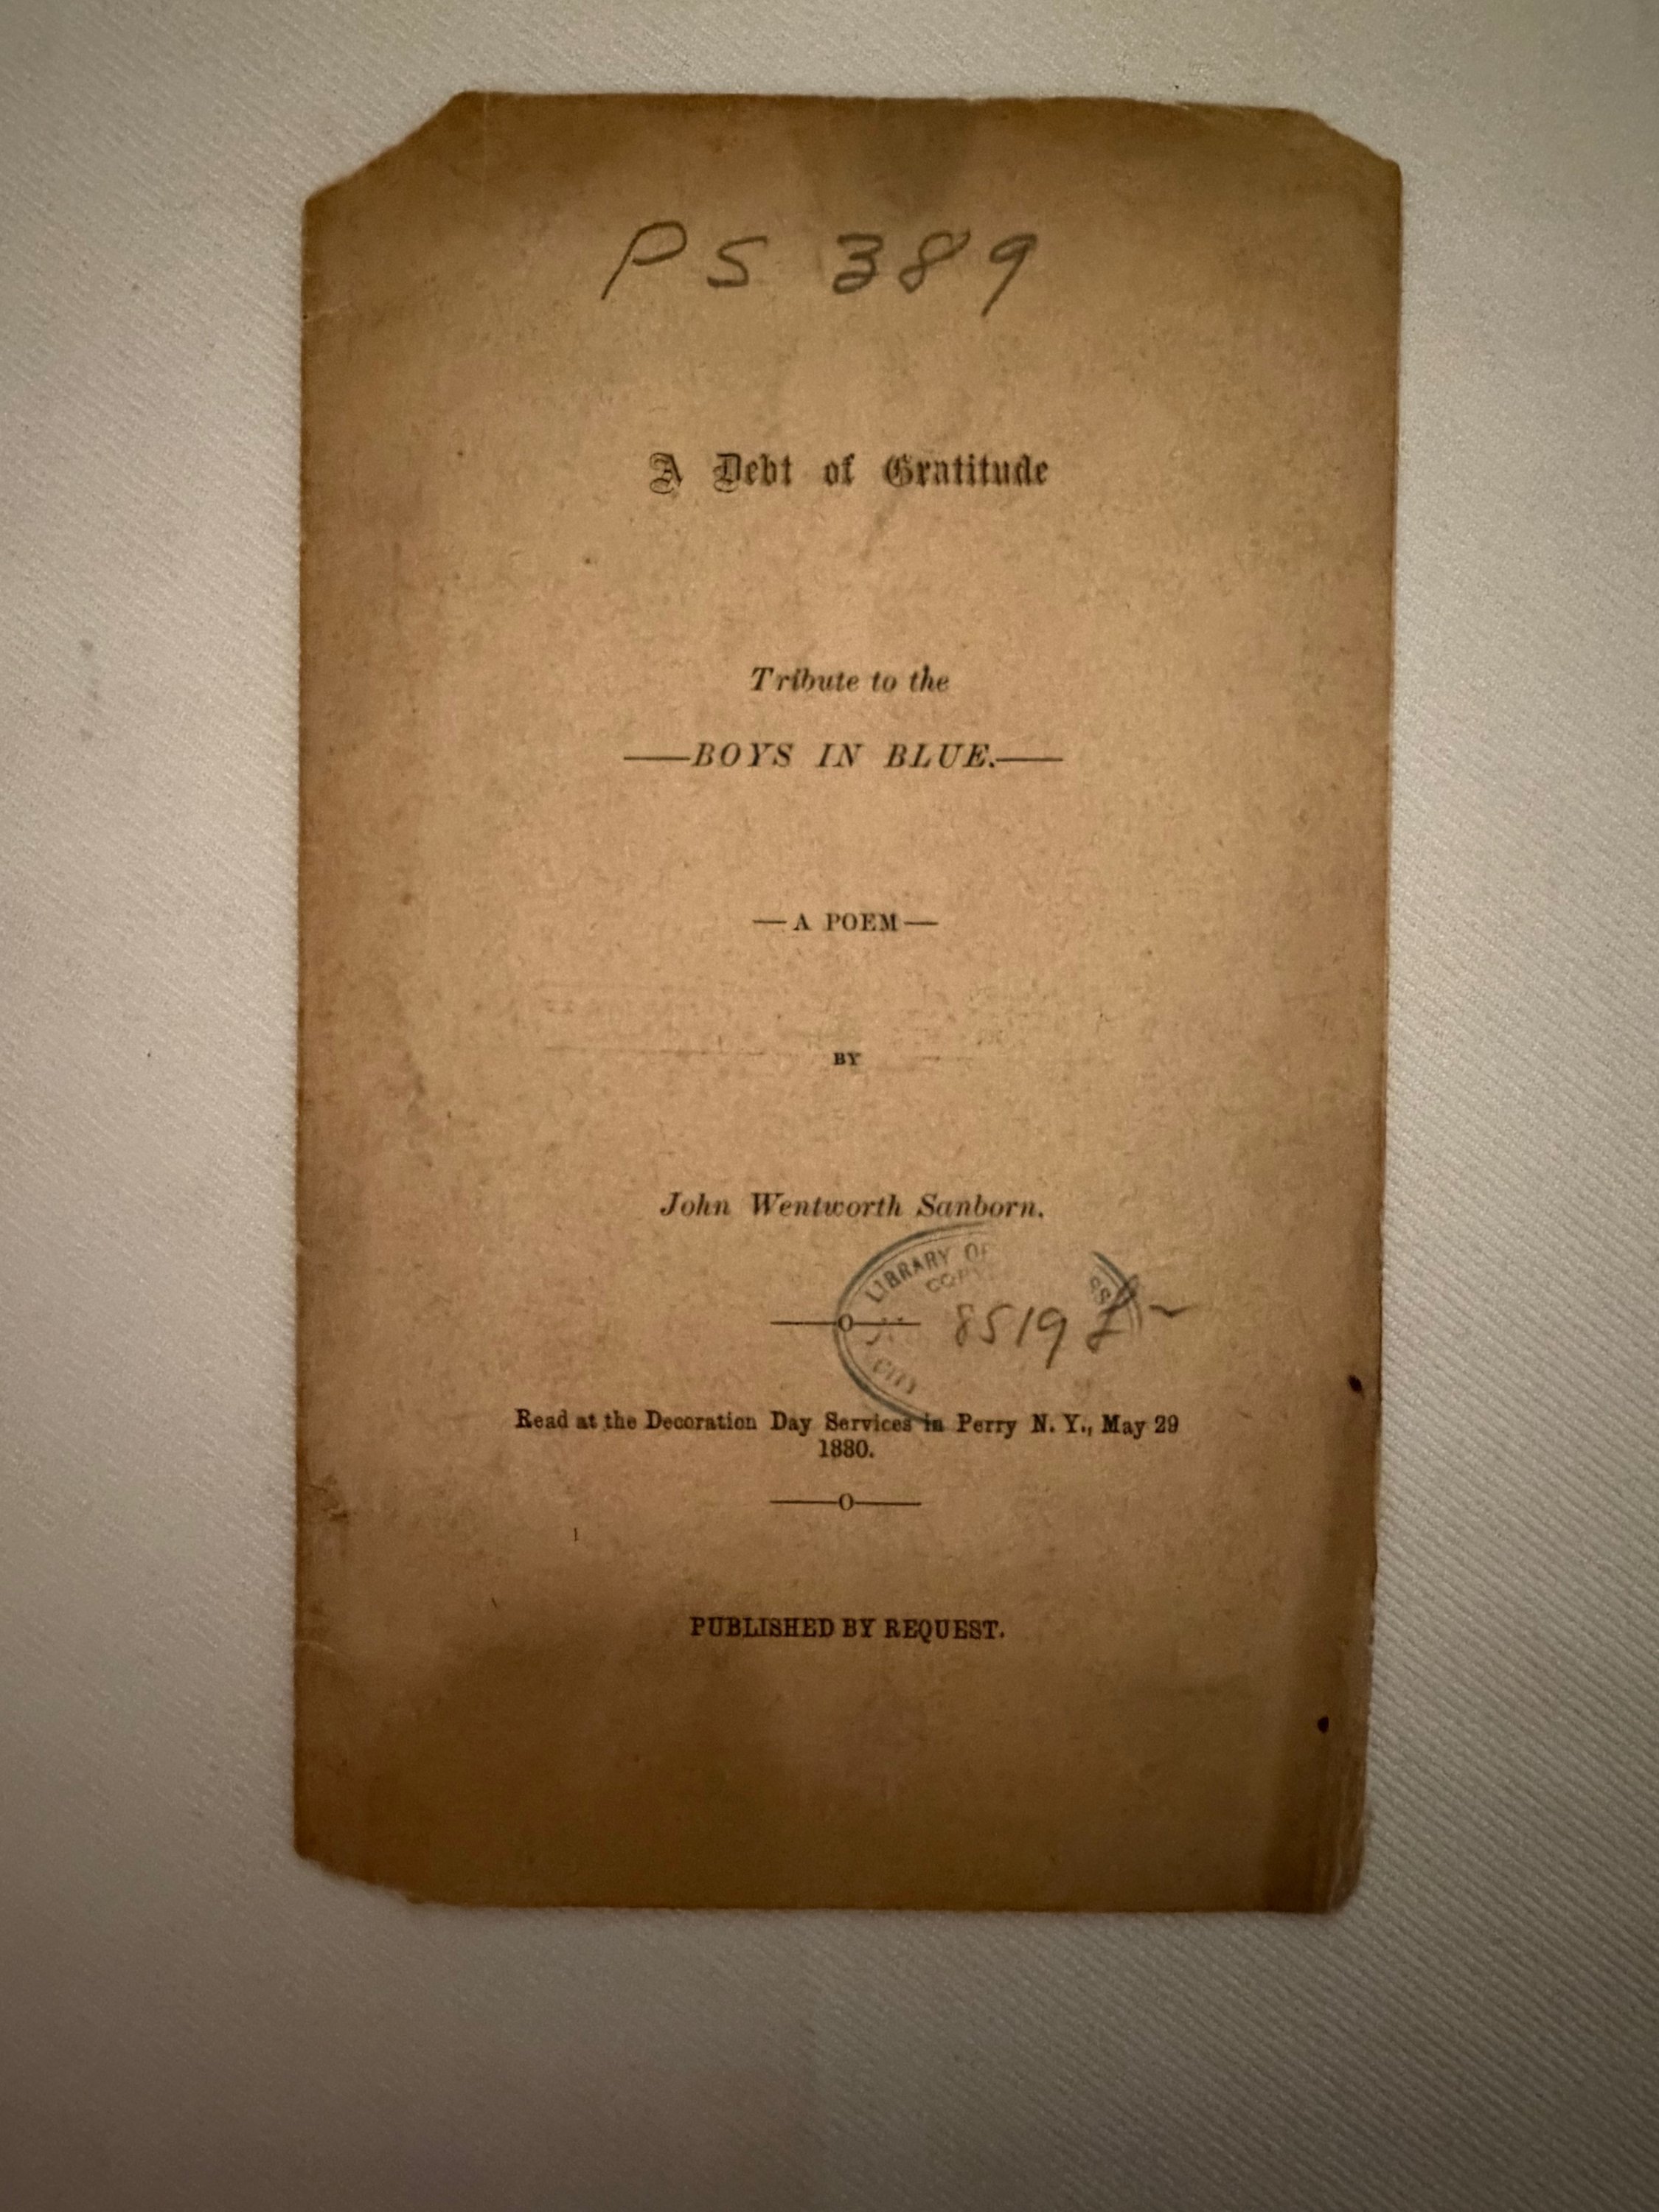 PS 389
A Debt of Gratitude
Tribute to the
——BOYS IN BLUE.——
—A POEM—
BY
John Wentworth Sanborn.
LIBRARY OF
8519
——O——
Read at the Decoration Day Services in Perry N. Y., May 29
1880.
——O——
PUBLISHED BY REQUEST.